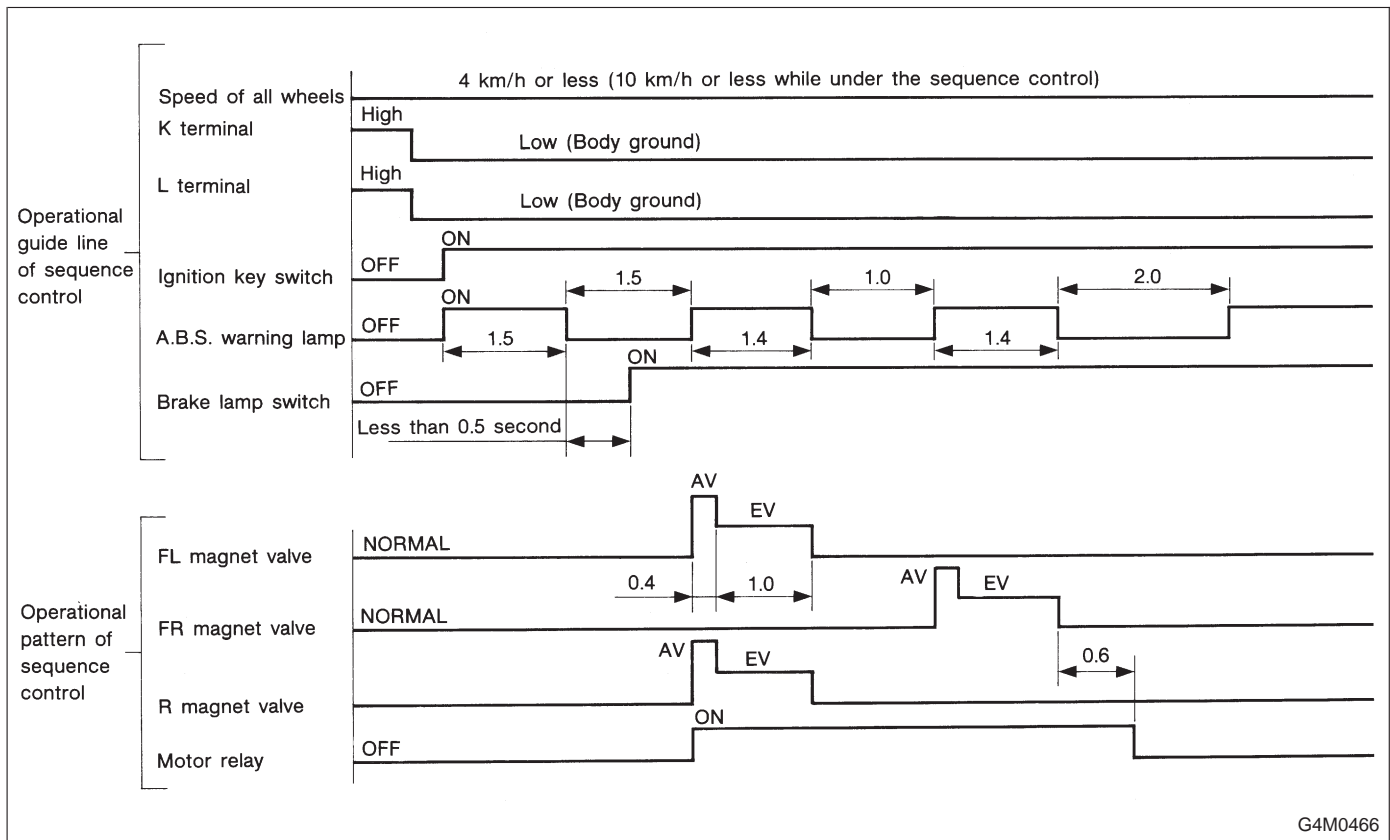 4 km/h or less (10 km/h or less while under the sequence control)
Speed of all wheels
High
K terminal
Low (Body ground)
High
L terminal
Low (Body ground)
Operational
guide line
of sequence
control
ON
OFF
Ignition key switch
1.5
1.0
2.0
ON
OFF
A.B.S. warning lamp
1.5
1.4
1.4
ON
OFF
Brake lamp switch
Less than 0.5 second
AV
EV
NORMAL
FL magnet valve
0.4
1.0
AV
EV
NORMAL
FR magnet valve
Operational
pattern of
sequence
control
AV
EV
0.6
R magnet valve
ON
OFF
Motor relay
G4M0466